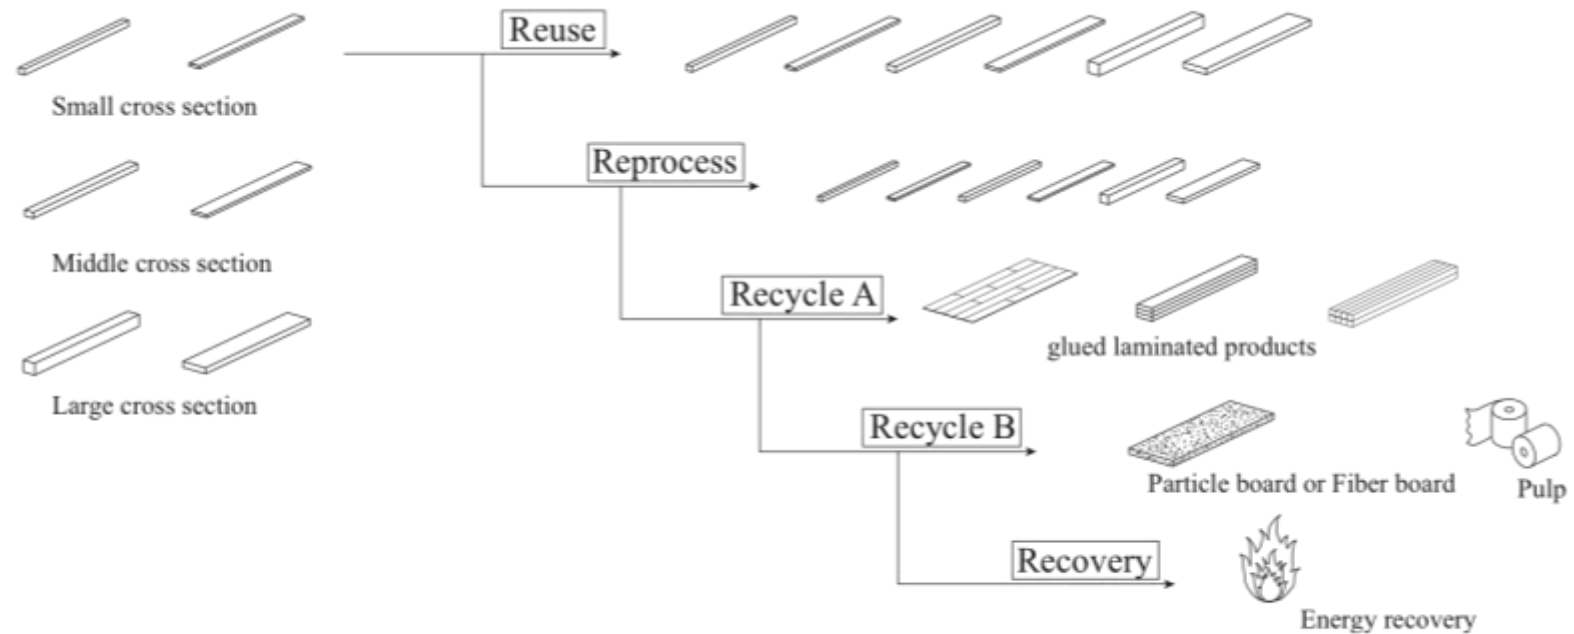 Reuse
Small cross section
Reprocess
Middle cross section
Recycle A
glued laminated products
Large cross section
Recycle B
Particle board or Fiber board
Pulp
Recovery
Energy recovery